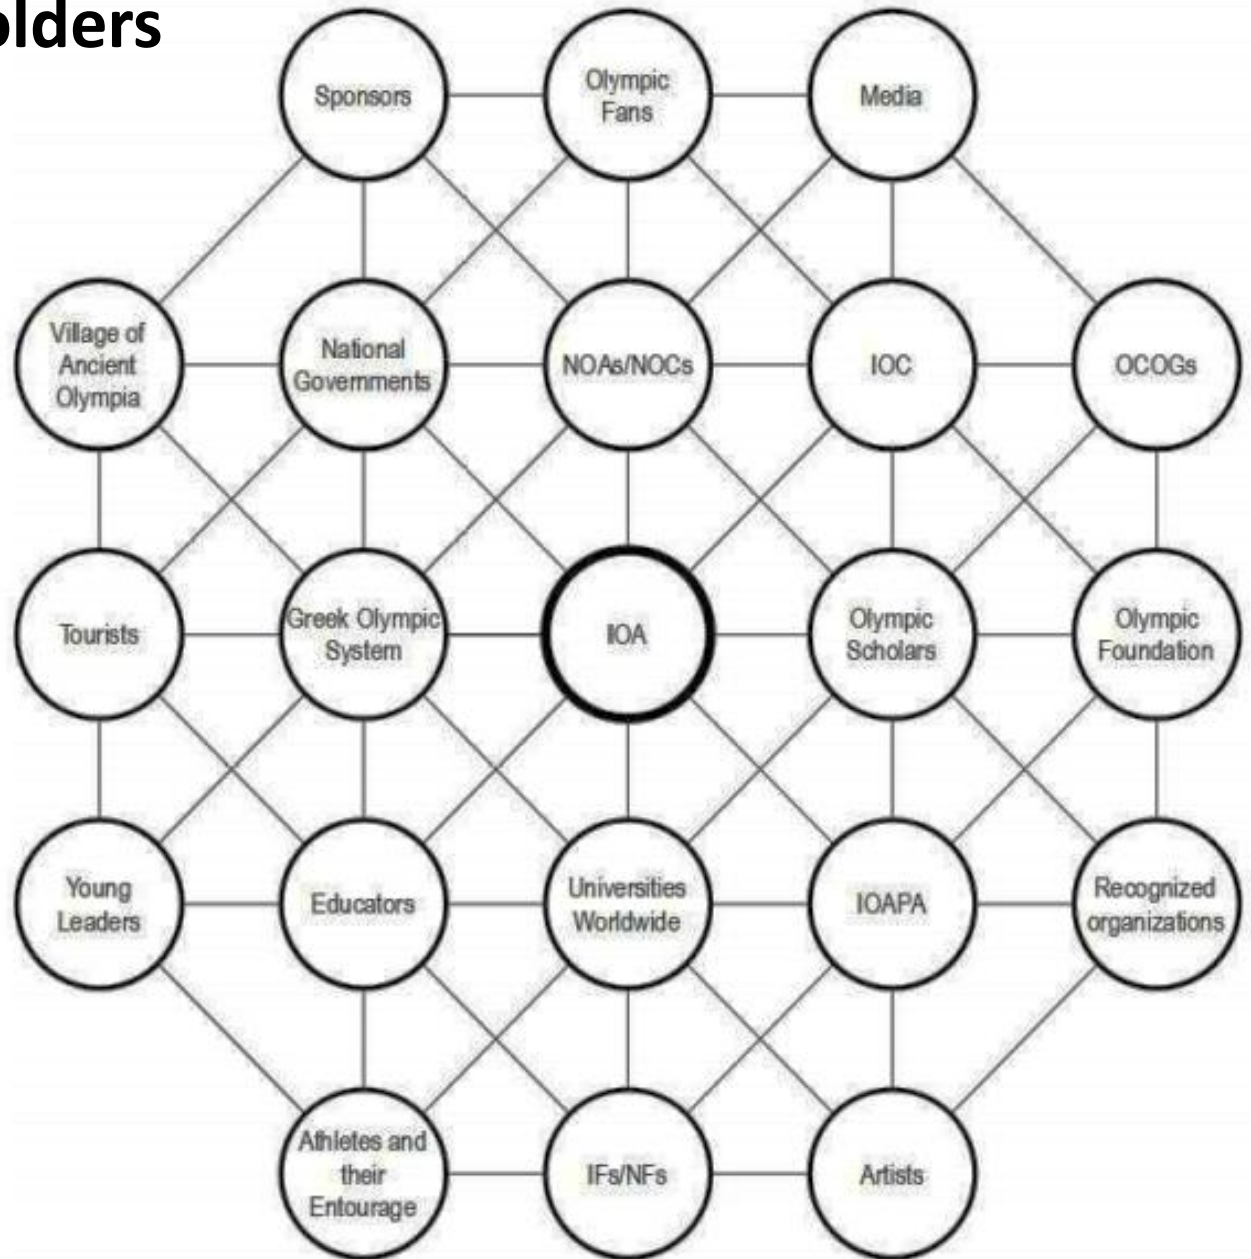 olders
Sponsors
Olympic
Fans
Media
Village of
Ancient
Olympia
National
Governments
NOAs/NOCs
IOC
OCOGs
Tourists
Greek Olympic
System
IOA
Olympic
Scholars
Olympic
Foundation
Young
Leaders
Educators
Universities
Worldwide
IOAPA
Recognized
organizations
Athletes and
their
Entourage
IFs/NFs
Artists